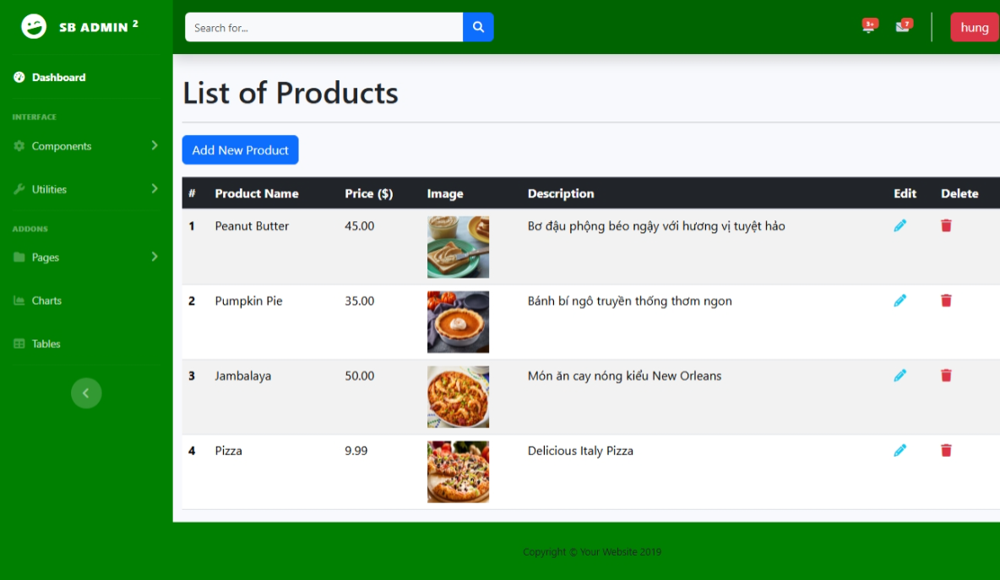 SB ADMIN 2
Search for...
3+
7
hung
Dashboard
INTERFACE
Components
Utilities
ADDONS
Pages
Charts
Tables
List of Products
Add New Product
# Product Name Price ($) Image Description Edit Delete
1 Peanut Butter 45.00 Bơ đậu phộng béo ngậy với hương vị tuyệt hảo
2 Pumpkin Pie 35.00 Bánh bí ngô truyền thống thơm ngon
3 Jambalaya 50.00 Món ăn cay nóng kiểu New Orleans
4 Pizza 9.99 Delicious Italy Pizza
Copyright © Your Website 2019